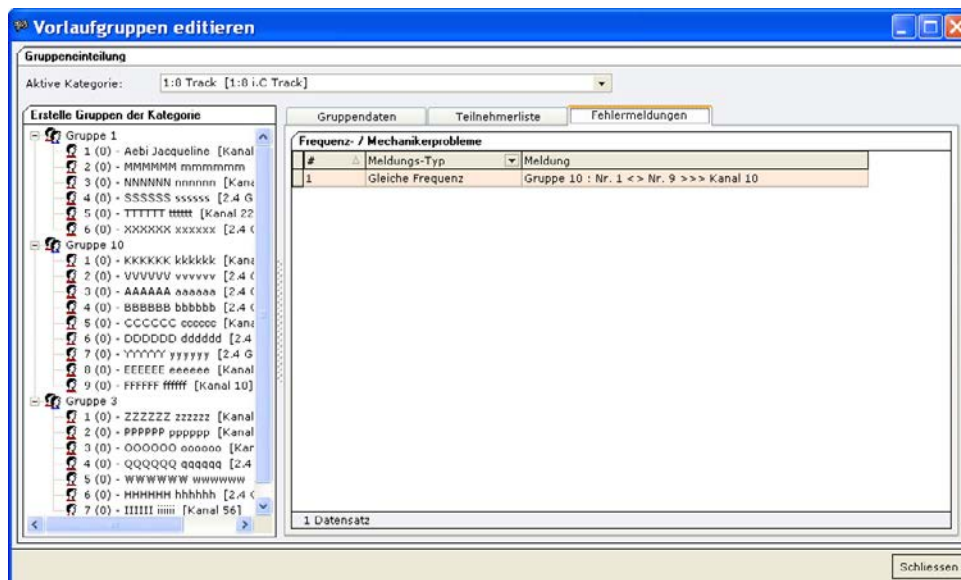 Vorlaufgruppen editieren
Gruppeneinteilung
Aktive Kategorie: 1:8 Track [1:8 i.C Track]
Erstelle Gruppen der Kategorie
Gruppe 1
1 (0) - Aebi Jacqueline [Kanal
2 (0) - MMMMMM mmmmmm
3 (0) - NNNNNN nnnnnn [Kana
4 (0) - SSSSSS ssssss [2.4 G
5 (0) - TTTTTT tttttt [Kanal 22
6 (0) - XXXXXX xxxxxx [2.4 (
Gruppe 10
1 (0) - KKKKKK kkkkkk [Kana
2 (0) - VVVVVV vvvvvv [2.4 (
3 (0) - AAAAAA aaaaaa [2.4 (
4 (0) - BBBBBB bbbbbb [2.4 (
5 (0) - CCCCCC cccccc [Kana
6 (0) - DDDDDD dddddd [2.4
7 (0) - YYYYYY yyyyyy [2.4 G
8 (0) - EEEEEE eeeeee [Kanal
9 (0) - FFFFFF ffffff [Kanal 10]
Gruppe 3
1 (0) - ZZZZZZ zzzzzz [Kanal
2 (0) - PPPPPP pppppp [Kanal
3 (0) - OOOOOO oooooo [Kar
4 (0) - QQQQQQ qqqqqq [2.4
5 (0) - WWWWWW wwwwww
6 (0) - HHHHHH hhhhhh [2.4 (
7 (0) - IIIIII iiiiii [Kanal 56]
Gruppendaten Teilnehmerliste Fehlermeldungen
Frequenz- / Mechanikerprobleme
# Meldungs-Typ Meldung
1 Gleiche Frequenz Gruppe 10 : Nr. 1 <> Nr. 9 >>> Kanal 10
1 Datensatz
Schliessen